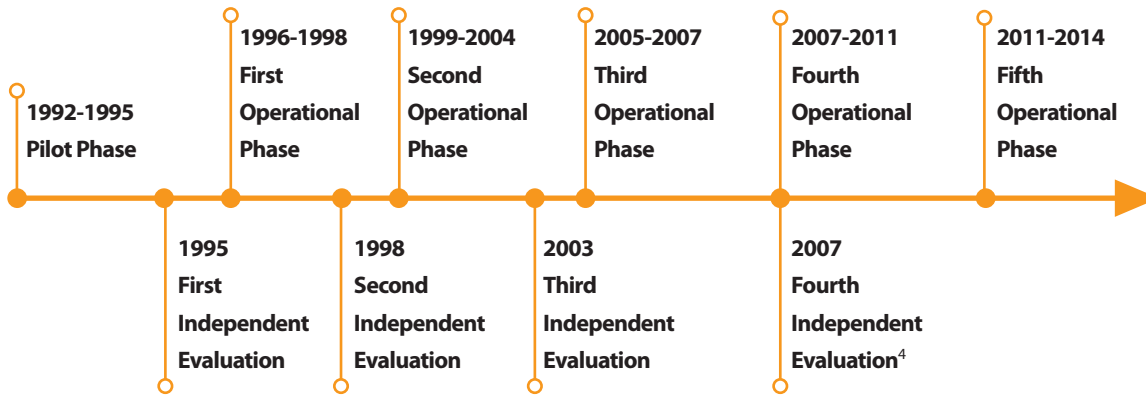 1992-1995
Pilot Phase
1996-1998
First
Operational
Phase
1999-2004
Second
Operational
Phase
2005-2007
Third
Operational
Phase
2007-2011
Fourth
Operational
Phase
2011-2014
Fifth
Operational
Phase
1995
First
Independent
Evaluation
1998
Second
Independent
Evaluation
2003
Third
Independent
Evaluation
2007
Fourth
Independent
Evaluation4